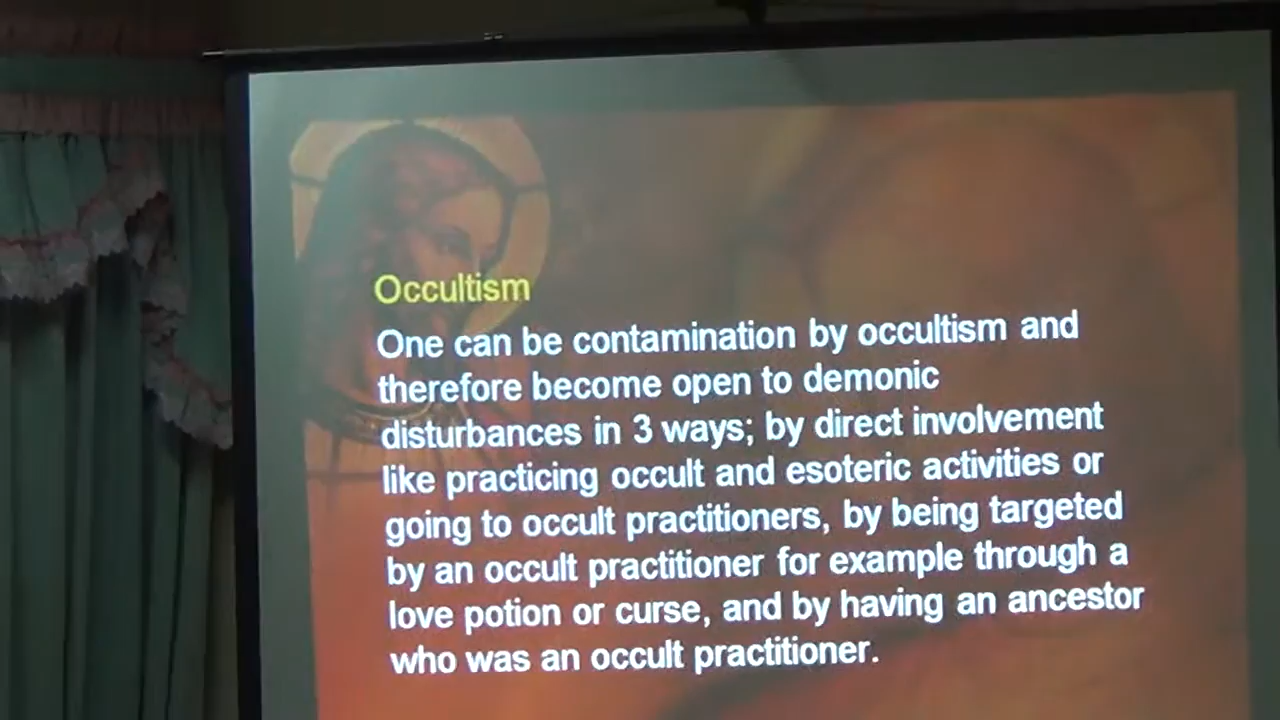 Occultism
One can be contamination by occultism and
therefore become open to demonic
disturbances in 3 ways; by direct involvement
like practicing occult and esoteric activities or
going to occult practitioners, by being targeted
by an occult practitioner for example through a
love potion or curse, and by having an ancestor
who was an occult practitioner.